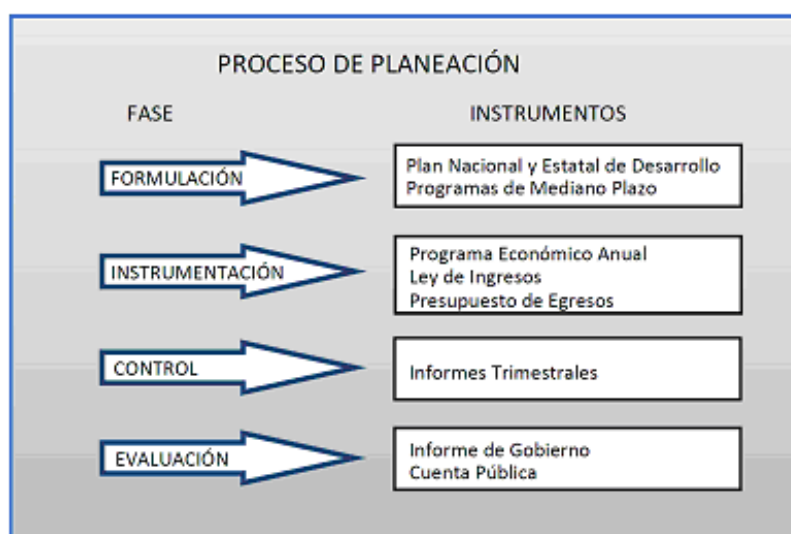 PROCESO DE PLANEACIÓN
FASE
INSTRUMENTOS
FORMULACIÓN
Plan Nacional y Estatal de Desarrollo
Programas de Mediano Plazo
INSTRUMENTACIÓN
Programa Económico Anual
Ley de Ingresos
Presupuesto de Egresos
CONTROL
Informes Trimestrales
EVALUACIÓN
Informe de Gobierno
Cuenta Pública